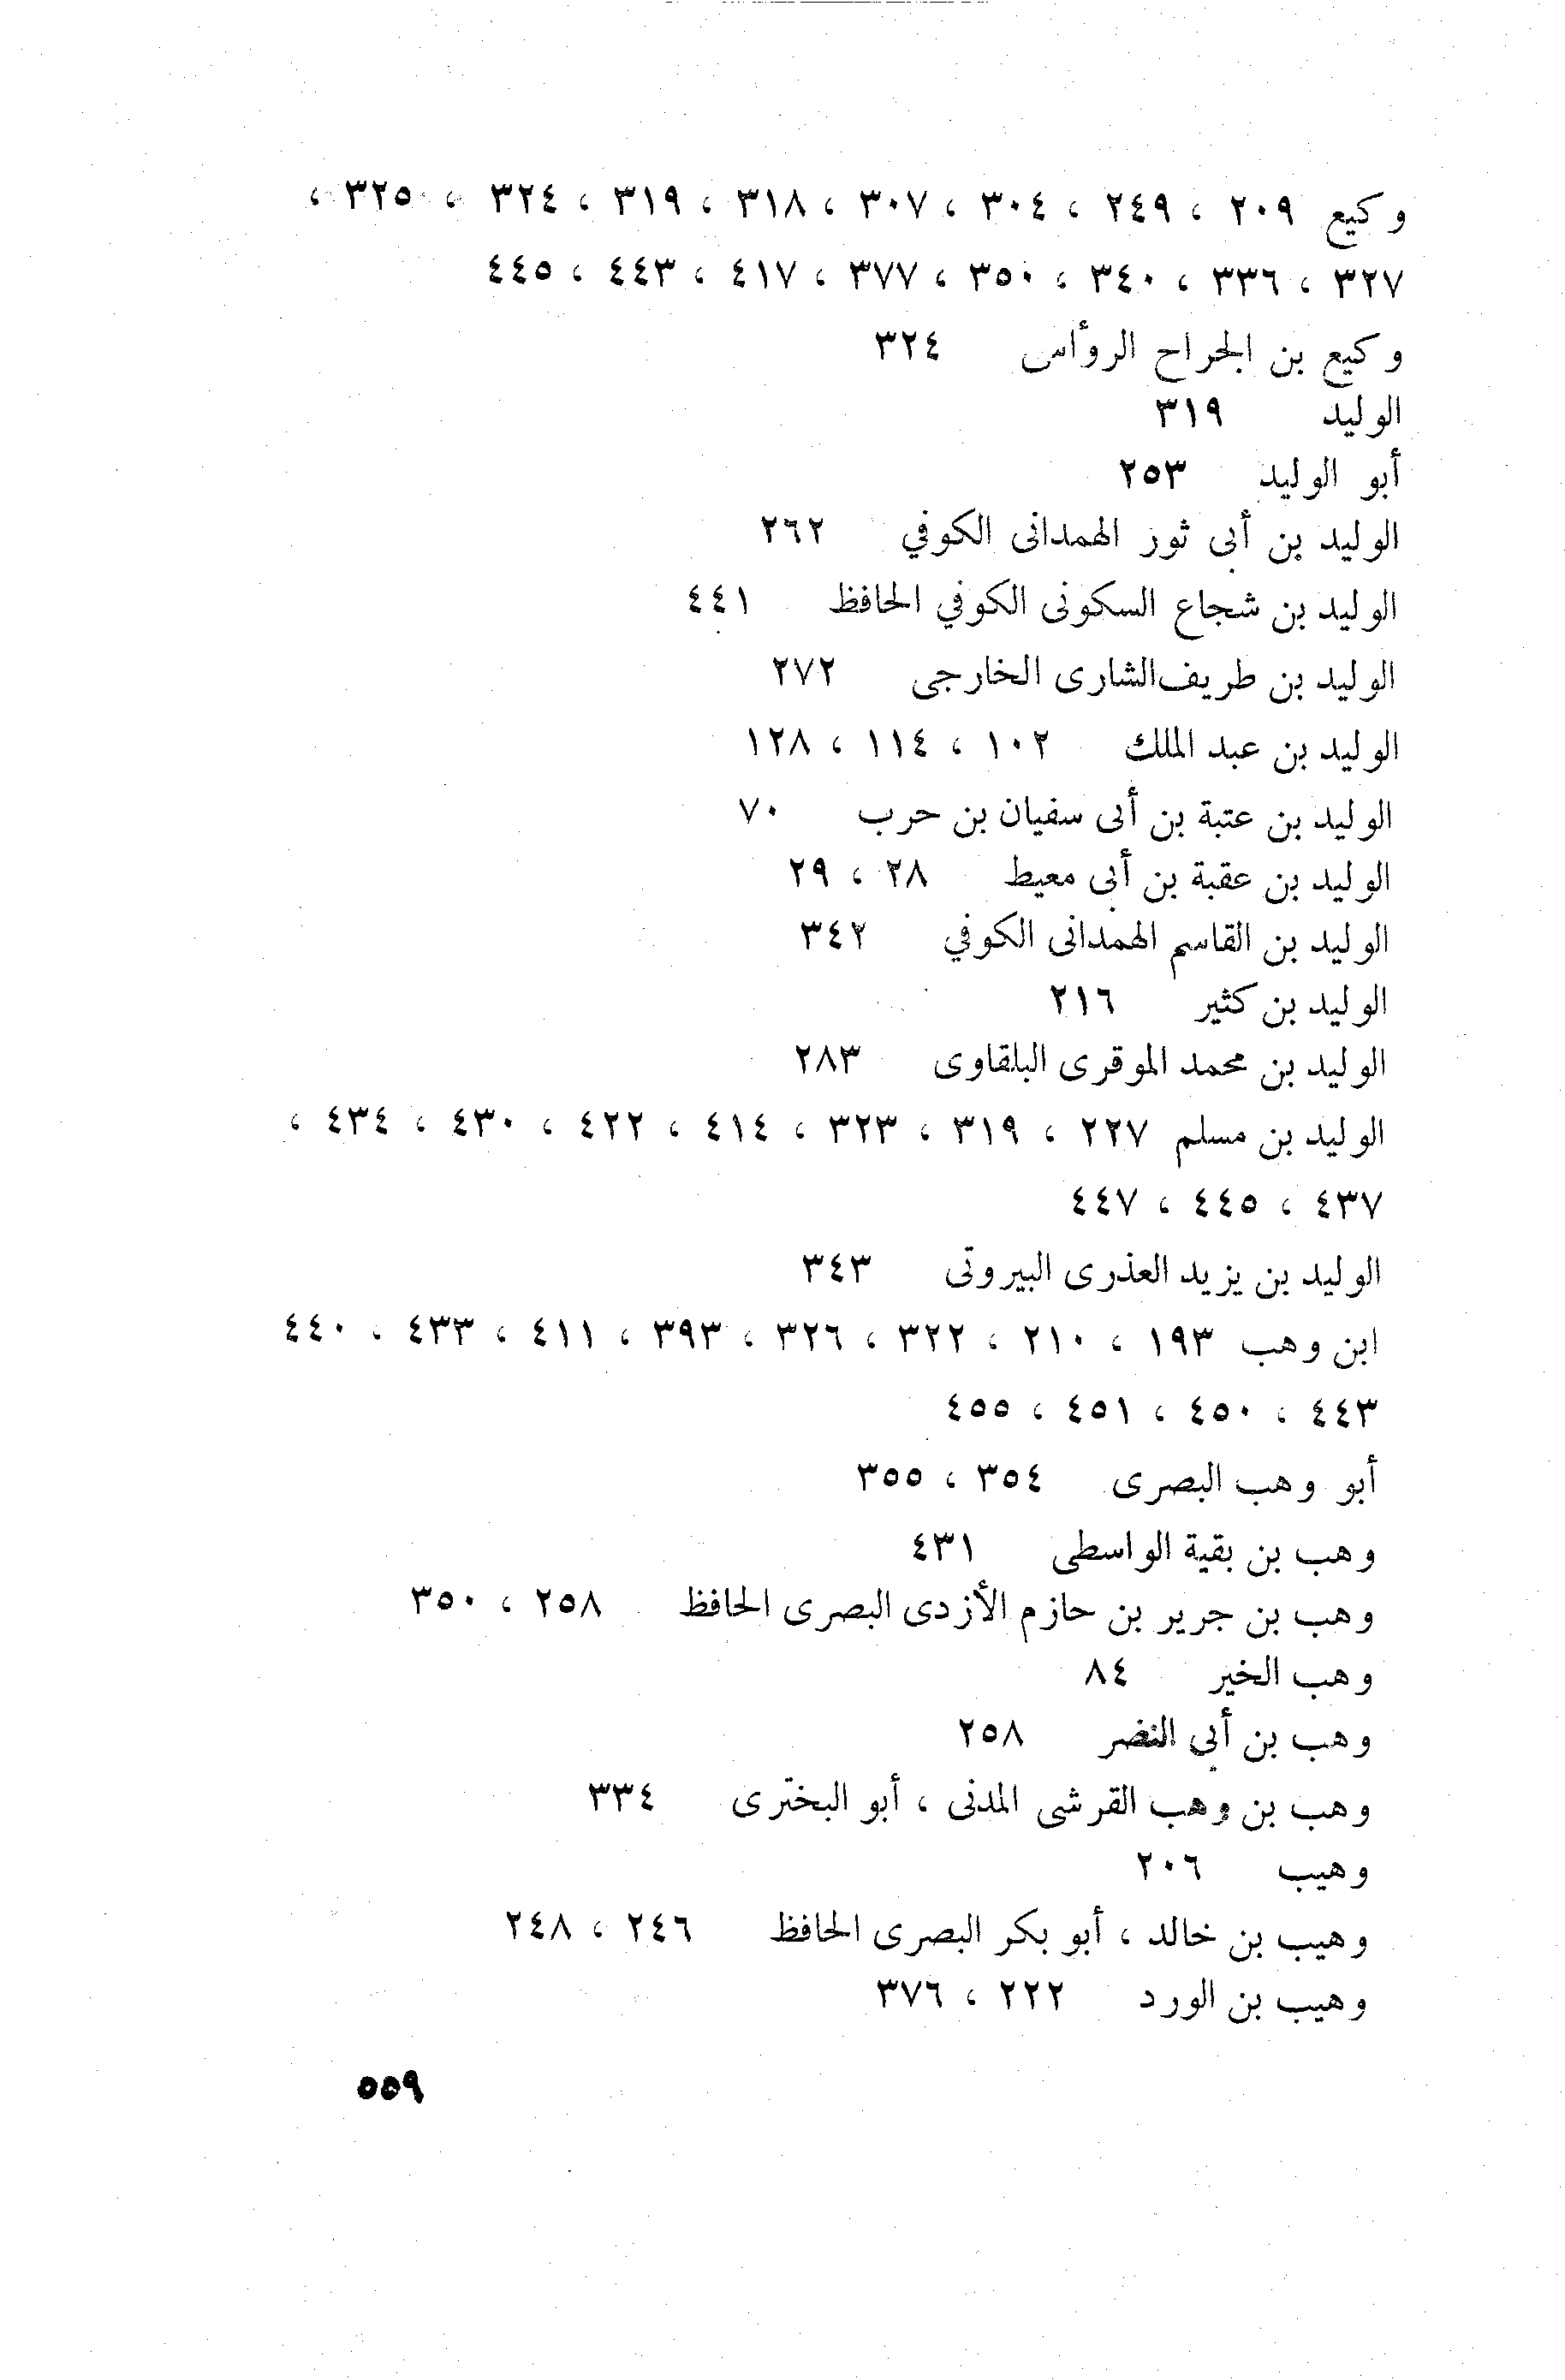 وكيع ٢٠٩ ، ٢٤٩ ، ٣٠٤ ، ٣٠٧ ، ٣١٨ ، ٣١٩ ، ٣٢٤ ، ٣٢٥ ،
٣٢٧ ، ٣٣٦ ، ٣٤٠ ، ٣٥٠ ، ٣٧٧ ، ٤١٧ ، ٤٤٣ ، ٤٤٥
وكيع بن الجراح الروأسى ٣٢٤
الوليد ٣١٩
أبو الوليد ٢٥٣
الوليد بن أبى ثور الهمدانى الكوفي ٢٦٢
الوليد بن شجاع السكونى الكوفي الحافظ ٤٤١
الوليد بن طريف الشارى الخارجى ٢٧٢
الوليد بن عبد الملك ١٠٢ ، ١١٤ ، ١٢٨
الوليد بن عتبة بن أبى سفيان بن حرب ٧٠
الوليد بن عقبة بن أبى معيط ٢٨ ، ٢٩
الوليد بن القاسم الهمدانى الكوفي ٣٤٢
الوليد بن كثير ٢١٦
الوليد بن محمد الموقرى البلقاوى ٢٨٣
الوليد بن مسلم ٢٢٧ ، ٣١٩ ، ٣٢٣ ، ٤١٤ ، ٤٢٢ ، ٤٣٠ ، ٤٣٤ ،
٤٣٧ ، ٤٤٥ ، ٤٤٧
الوليد بن يزيد العذرى البيروتى ٣٤٣
ابن وهب ١٩٣ ، ٢١٠ ، ٣٢٢ ، ٣٢٦ ، ٣٩٣ ، ٤١١ ، ٤٣٣ ، ٤٤٠
٤٤٣ ، ٤٥٠ ، ٤٥١ ، ٤٥٥
أبو وهب البصرى ٣٥٤ ، ٣٥٥
وهب بن بقية الواسطى ٤٣١
وهب بن جرير بن حازم الأزدى البصرى الحافظ ٢٥٨ ، ٣٥٠
وهب الخير ٨٤
وهب بن أبي النضر ٢٥٨
وهب بن وهب القرشى المدنى ، أبو البخترى ٣٣٤
وهيب ٢٠٦
وهيب بن خالد ، أبو بكر البصرى الحافظ ٢٤٦ ، ٢٤٨
وهيب بن الورد ٢٢٢ ، ٣٧٦
٥٥٩